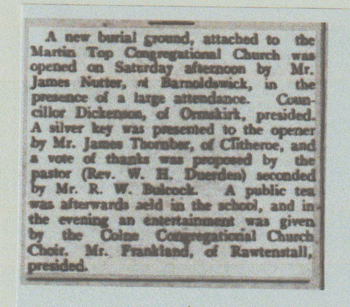 A new burial ground, attached to the
Martin Top Congregational Church was
opened on Saturday afternoon by Mr.
James Nutter, of Barnoldswick, in the
presence of a large attendance. Coun-
cillor Dickenson, of Ormskirk, presided.
A silver key was presented to the opener
by Mr. James Thornber, of Clitheroe, and
a vote of thanks was proposed by the
pastor (Rev. W. H. Duerden) seconded
by Mr. R. W. Bulcock. A public tea
was afterwards held in the school, and in
the evening an entertainment was given
by the Colne Congregational Church
Choir. Mr. Frankland, of Rawtenstall,
presided.